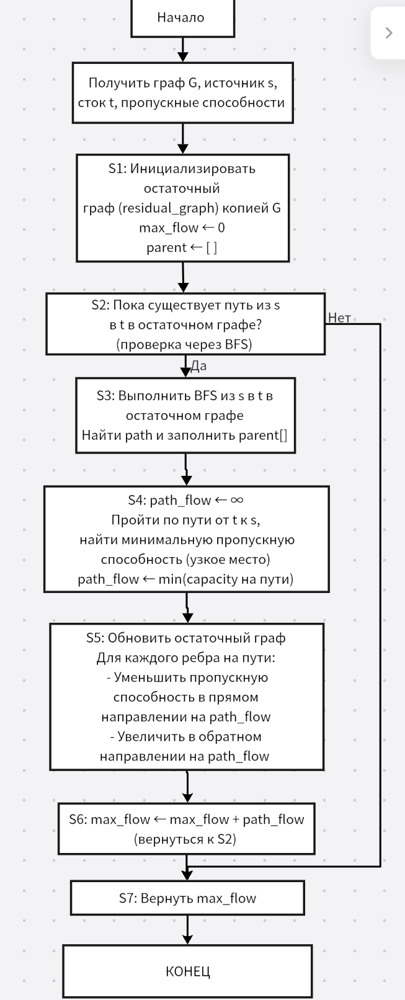 Начало
Получить граф G, источник s,
сток t, пропускные способности
S1: Инициализировать
остаточный
граф (residual_graph) копией G
max_flow ← 0
parent ← [ ]
S2: Пока существует путь из s
в t в остаточном графе?
(проверка через BFS)
Нет
Да
S3: Выполнить BFS из s в t в
остаточном графе
Найти path и заполнить parent[]
S4: path_flow ← ∞
Пройти по пути от t к s,
найти минимальную пропускную
способность (узкое место)
path_flow ← min(capacity на пути)
S5: Обновить остаточный граф
Для каждого ребра на пути:
- Уменьшить пропускную
способность в прямом
направлении на path_flow
- Увеличить в обратном
направлении на path_flow
S6: max_flow ← max_flow + path_flow
(вернуться к S2)
S7: Вернуть max_flow
КОНЕЦ